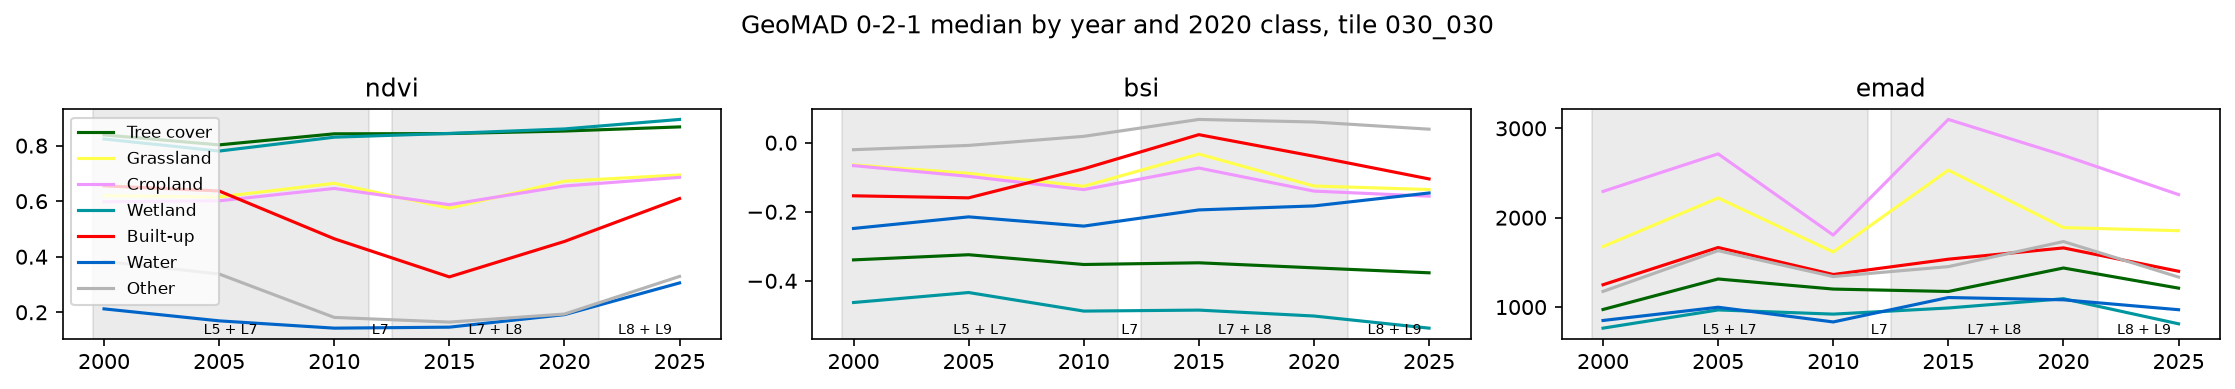 GeoMAD 0-2-1 median by year and 2020 class, tile 030_030
ndvi
0.8
0.6
0.4
0.2
Tree cover
Grassland
Cropland
Wetland
Built-up
Water
Other
L5 + L7
L7
L7 + L8
L8 + L9
2000
2005
2010
2015
2020
2025
bsi
0.0
−0.2
−0.4
L5 + L7
L7
L7 + L8
L8 + L9
2000
2005
2010
2015
2020
2025
emad
3000
2000
1000
L5 + L7
L7
L7 + L8
L8 + L9
2000
2005
2010
2015
2020
2025